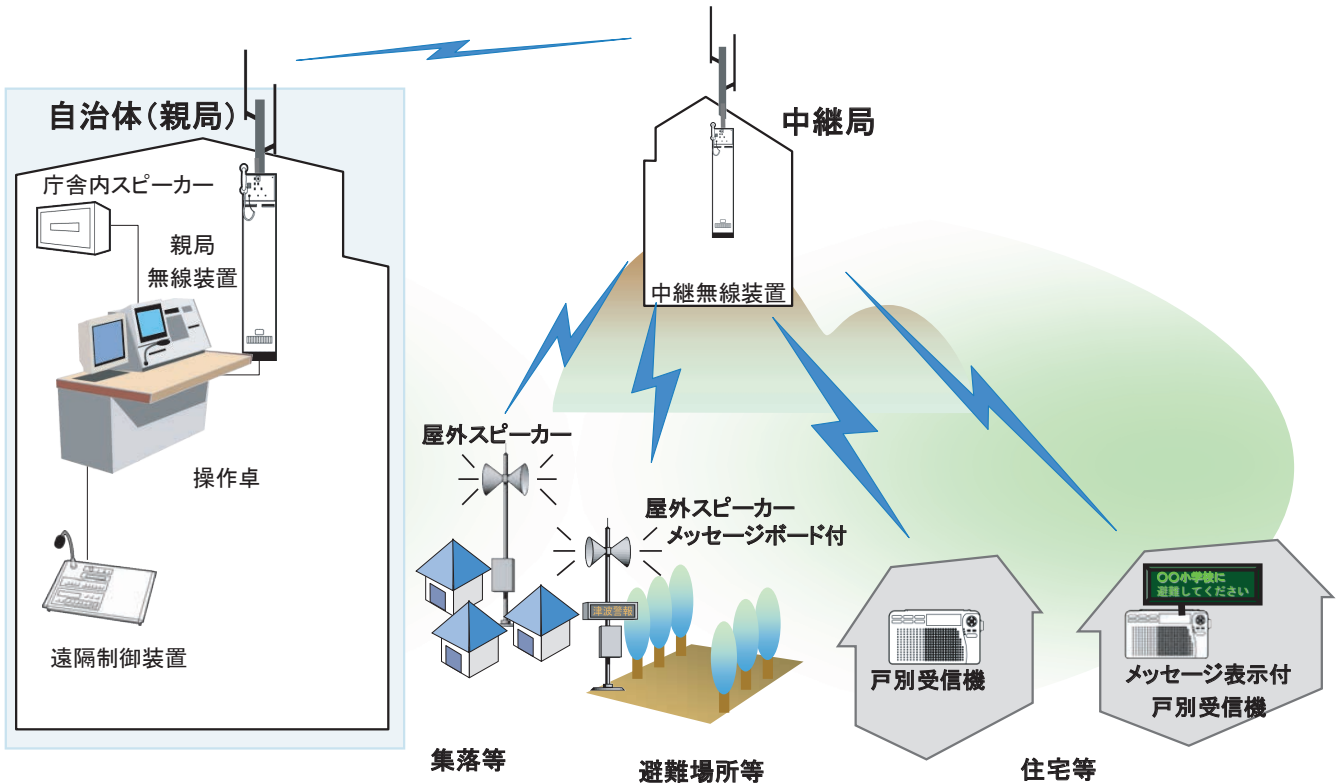 自治体（親局）
庁舎内スピーカー
親局
無線装置
操作卓
遠隔制御装置
中継局
中継無線装置
屋外スピーカー
屋外スピーカー
メッセージボード付
津波警報
〇〇小学校に
避難してください
戸別受信機
メッセージ表示付
戸別受信機
集落等
避難場所等
住宅等